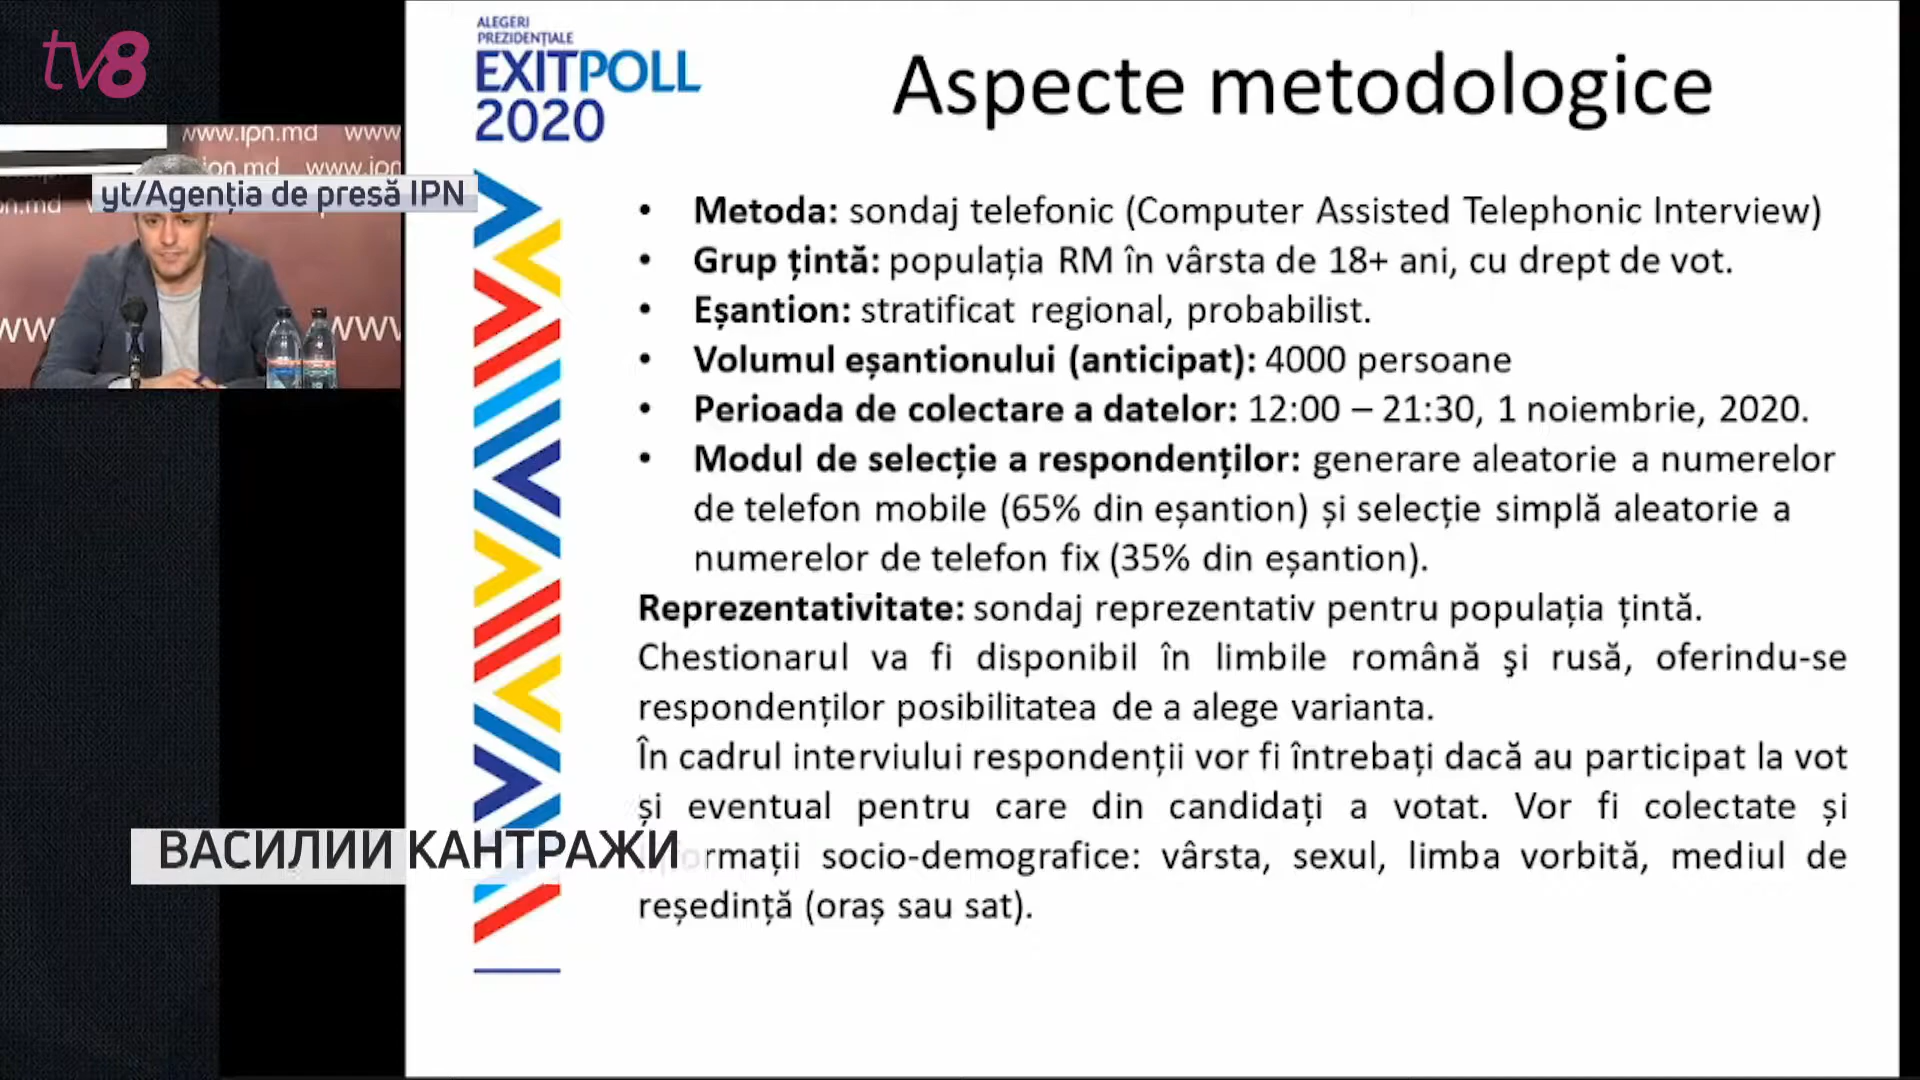 tv8
www.ipn.md www
ipn.md www.ipn
yt/Agenția de presă IPN
ALEGERI
PREZIDENȚIALE
EXITPOLL
2020
Aspecte metodologice
• Metoda: sondaj telefonic (Computer Assisted Telephonic Interview)
• Grup țintă: populația RM în vârsta de 18+ ani, cu drept de vot.
• Eșantion: stratificat regional, probabilist.
• Volumul eșantionului (anticipat): 4000 persoane
• Perioada de colectare a datelor: 12:00 – 21:30, 1 noiembrie, 2020.
• Modul de selecție a respondenților: generare aleatorie a numerelor
de telefon mobile (65% din eșantion) și selecție simplă aleatorie a
numerelor de telefon fix (35% din eșantion).
Reprezentativitate: sondaj reprezentativ pentru populația țintă.
Chestionarul va fi disponibil în limbile română şi rusă, oferindu-se
respondenților posibilitatea de a alege varianta.
În cadrul interviului respondenții vor fi întrebați dacă au participat la vot
și eventual pentru care din candidați a votat. Vor fi colectate și
informații socio-demografice: vârsta, sexul, limba vorbită, mediul de
reședință (oraș sau sat).
ВАСИЛИИ КАНТРАЖИ